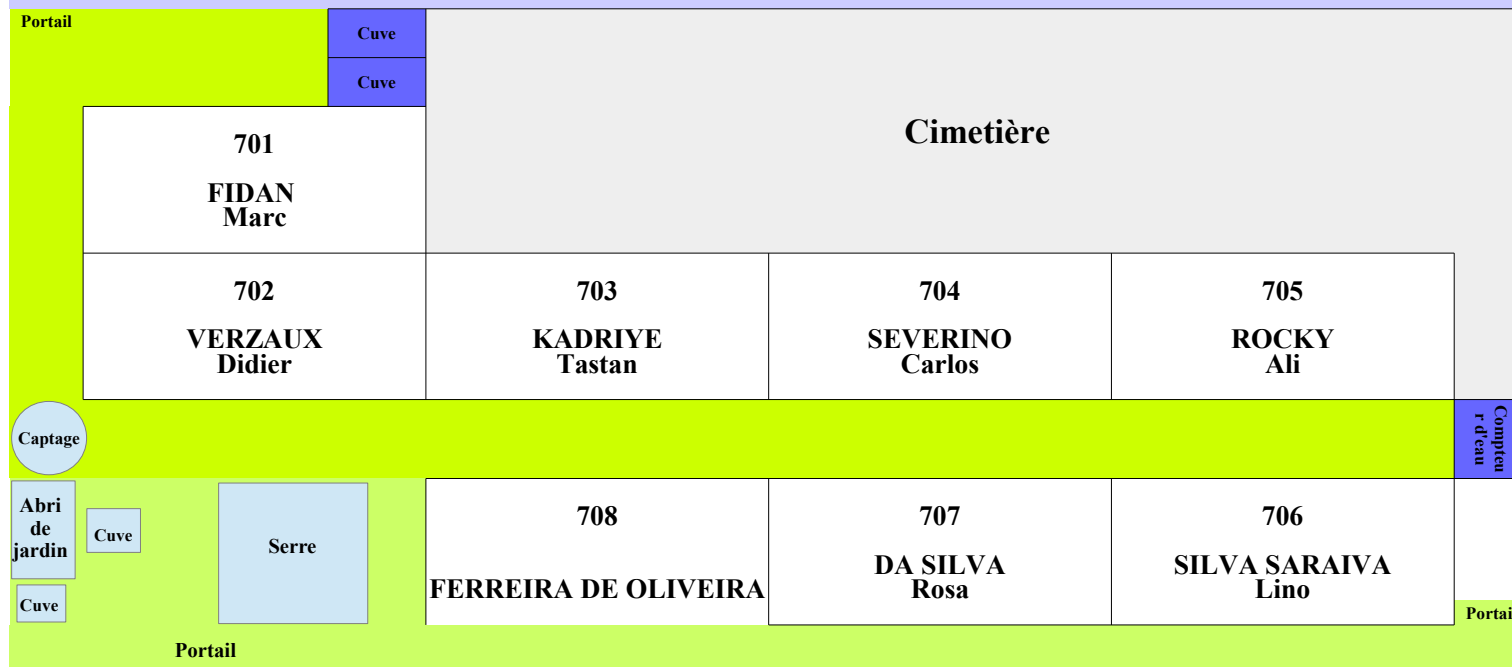 Portail
Cuve
Cuve
Cimetière
701
FIDAN
Marc
702
VERZAUX
Didier
703
KADRIYE
Tastan
704
SEVERINO
Carlos
705
ROCKY
Ali
Captage
Compteu
r d'eau
Abri
de
jardin
Cuve
Cuve
Serre
708
FERREIRA DE OLIVEIRA
707
DA SILVA
Rosa
706
SILVA SARAIVA
Lino
Portai
Portail